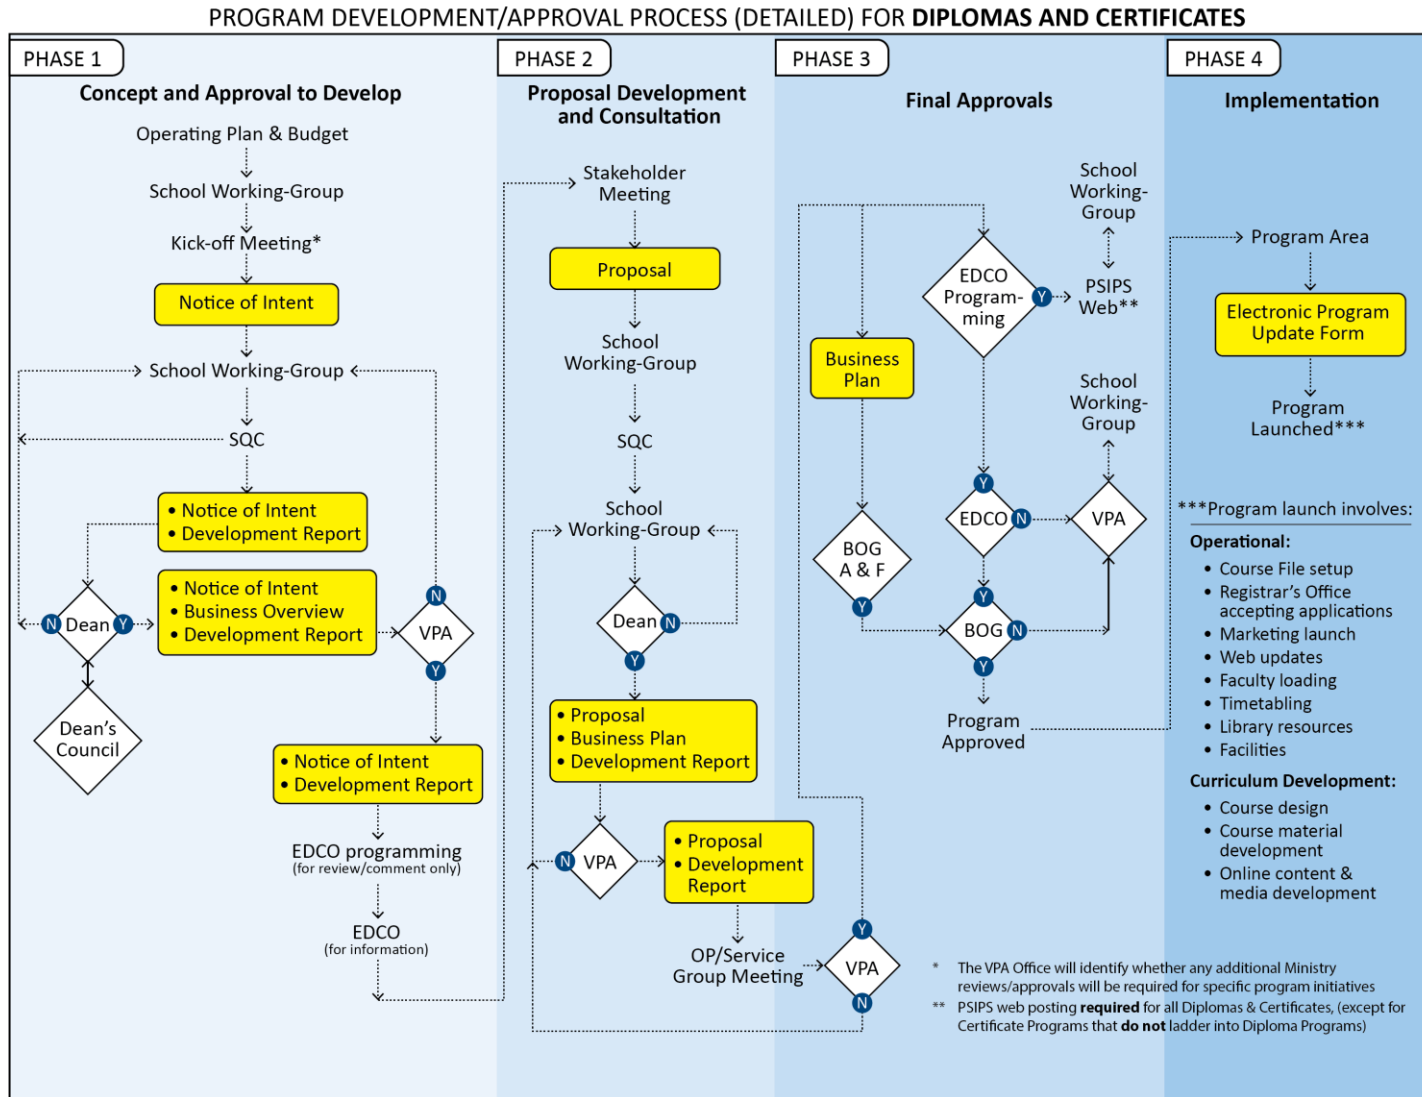 PROGRAM DEVELOPMENT/APPROVAL PROCESS (DETAILED) FOR DIPLOMAS AND CERTIFICATES
PHASE 1
Concept and Approval to Develop
Operating Plan & Budget
School Working-Group
Kick-off Meeting*
Notice of Intent
School Working-Group
SQC
• Notice of Intent
• Development Report
N
Dean
Y
• Notice of Intent
• Business Overview
• Development Report
N
VPA
Y
Dean's
Council
• Notice of Intent
• Development Report
EDCO programming
(for review/comment only)
EDCO
(for information)
PHASE 2
Proposal Development
and Consultation
Stakeholder
Meeting
Proposal
School
Working-Group
SQC
School
Working-Group
Dean
N
Y
• Proposal
• Business Plan
• Development Report
N
VPA
• Proposal
• Development
Report
OP/Service
Group Meeting
Y
VPA
N
PHASE 3
Final Approvals
School
Working-
Group
EDCO
Program-
ming
Y
PSIPS
Web**
Business
Plan
School
Working-
Group
Y
EDCO
N
VPA
BOG
A & F
Y
Y
BOG
N
Y
Program
Approved
* The VPA Office will identify whether any additional Ministry
reviews/approvals will be required for specific program initiatives
** PSIPS web posting required for all Diplomas & Certificates, (except for
Certificate Programs that do not ladder into Diploma Programs)
PHASE 4
Implementation
Program Area
Electronic Program
Update Form
Program
Launched***
***Program launch involves:
Operational:
• Course File setup
• Registrar's Office
accepting applications
• Marketing launch
• Web updates
• Faculty loading
• Timetabling
• Library resources
• Facilities
Curriculum Development:
• Course design
• Course material
development
• Online content &
media development